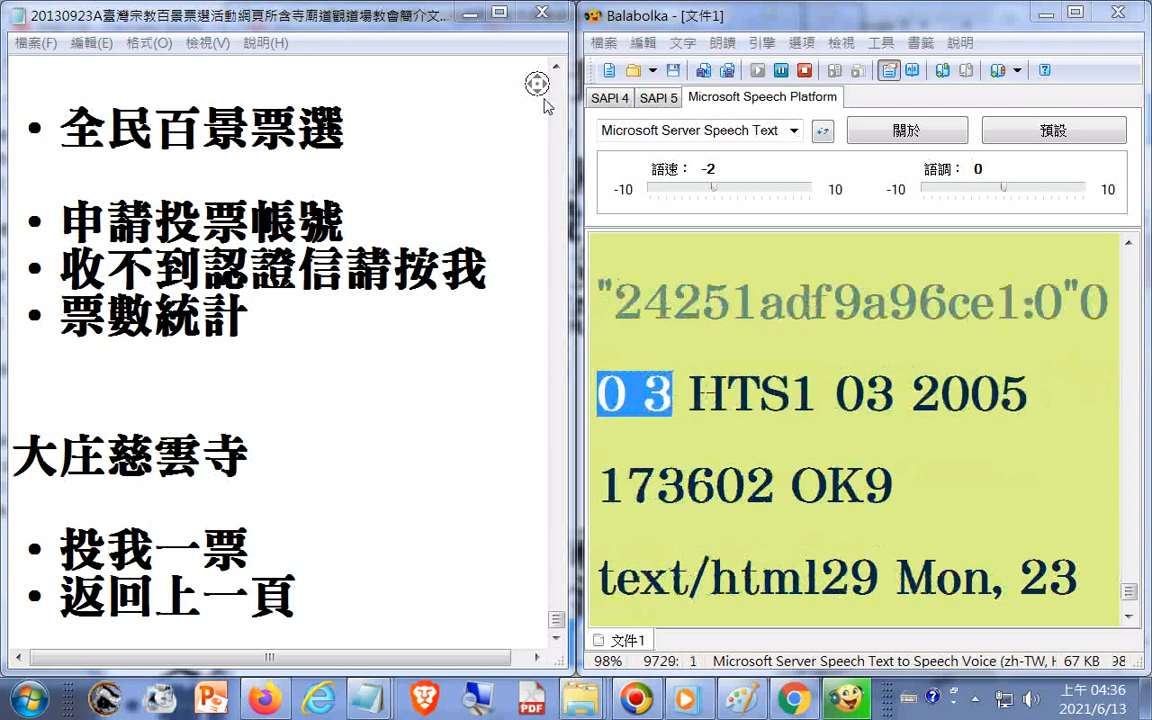 20130923A臺灣宗教百景票選活動網頁所含寺廟道觀道場教會簡介文...
檔案(F) 編輯(E) 格式(O) 檢視(V) 說明(H)
• 全民百景票選
• 申請投票帳號
• 收不到認證信請按我
• 票數統計
大庄慈雲寺
• 投我一票
• 返回上一頁
Balabolka - [文件1]
檔案 編輯 文字 朗讀 引擎 選項 檢視 工具 書籤 說明
SAPI 4 SAPI 5 Microsoft Speech Platform
Microsoft Server Speech Text 關於 預設
語速： -2 語調： 0
-10 10 -10 10
"24251adf9a96ce1:0"0
0 3 HTS1 03 2005
173602 OK9
text/html29 Mon, 23
文件1
98% 9729: 1 Microsoft Server Speech Text to Speech Voice (zh-TW, H 67 KB 98
上午 04:36
2021/6/13